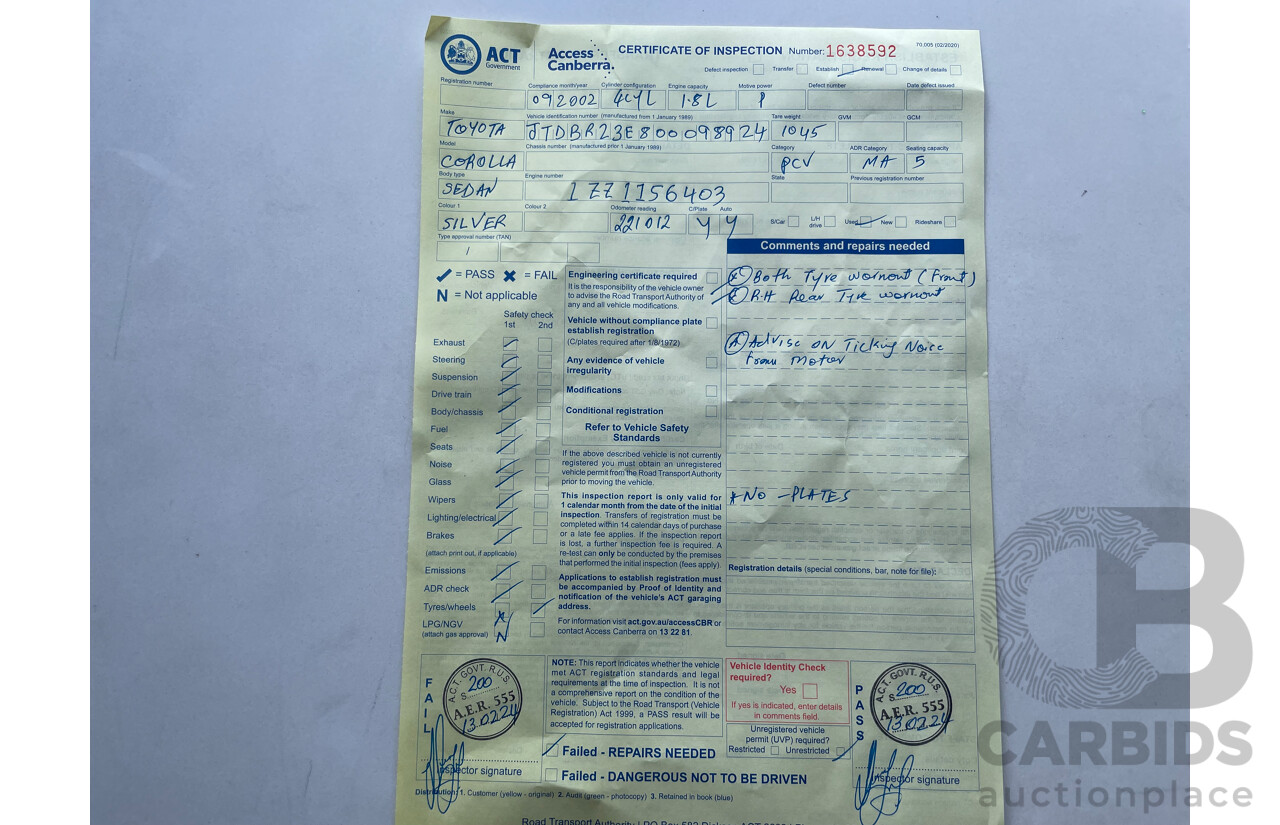 ACT
Government
Access
Canberra.
CERTIFICATE OF INSPECTION Number: 1638592
70,005 (02/2020)
Defect inspection Transfer Establish Renewal Change of details
Registration number Compliance month/year Cylinder configuration Engine capacity Motive power Defect number Date defect issued
09/2002 4CYL 1.8L P
Make Vehicle identification number (manufactured from 1 January 1989) Tare weight GVM GCM
TOYOTA JTDBR23E800098924 1045
Model Chassis number (manufactured prior 1 January 1989) Category ADR Category Seating capacity
COROLLA PCV MA 5
Body type Engine number State Previous registration number
SEDAN 1ZZ1156403
Colour 1 Colour 2 Odometer reading C/Plate Auto
SILVER 221012 Y Y
S/Car L/H drive Used New Rideshare
Type approval number (TAN)
/
✓ = PASS ✖ = FAIL
N = Not applicable
Safety check
1st 2nd
Exhaust
Steering
Suspension
Drive train
Body/chassis
Fuel
Seats
Noise
Glass
Wipers
Lighting/electrical
Brakes
(attach print out, if applicable)
Emissions
ADR check
Tyres/wheels X
LPG/NGV N
(attach gas approval)
Engineering certificate required
It is the responsibility of the vehicle owner
to advise the Road Transport Authority of
any and all vehicle modifications.
Vehicle without compliance plate
establish registration
(C/plates required after 1/8/1972)
Any evidence of vehicle
irregularity
Modifications
Conditional registration
Refer to Vehicle Safety
Standards
If the above described vehicle is not currently
registered you must obtain an unregistered
vehicle permit from the Road Transport Authority
prior to moving the vehicle.
This inspection report is only valid for
1 calendar month from the date of the initial
inspection. Transfers of registration must be
completed within 14 calendar days of purchase
or a late fee applies. If the inspection report
is lost, a further inspection fee is required. A
re-test can only be conducted by the premises
that performed the initial inspection (fees apply).
Applications to establish registration must
be accompanied by Proof of Identity and
notification of the vehicle's ACT garaging
address.
For information visit act.gov.au/accessCBR or
contact Access Canberra on 13 22 81.
Comments and repairs needed
Both Tyre wornout (Front)
R.H Rear Tyre wornout
(A) Advise ON Ticking Noice
from Motor
*NO -PLATES
Registration details (special conditions, bar, note for file):
FAIL
A.C.T. GOVT. R.U.S.
S 200
A.E.R. 555
13.02.24
Inspector signature
NOTE: This report indicates whether the vehicle
met ACT registration standards and legal
requirements at the time of inspection. It is not
a comprehensive report on the condition of the
vehicle. Subject to the Road Transport (Vehicle
Registration) Act 1999, a PASS result will be
accepted for registration applications.
Failed - REPAIRS NEEDED
Failed - DANGEROUS NOT TO BE DRIVEN
Vehicle Identity Check
required?
Yes
If yes is indicated, enter details
in comments field.
Unregistered vehicle
permit (UVP) required?
Restricted Unrestricted
PASS
A.C.T. GOVT. R.U.S.
S 200
A.E.R. 555
13.02.24
Inspector signature
Distribution: 1. Customer (yellow - original) 2. Audit (green - photocopy) 3. Retained in book (blue)
Road Transport Authority | PO Box 582 Dickson ACT
CB
CARBIDS
auctionplace